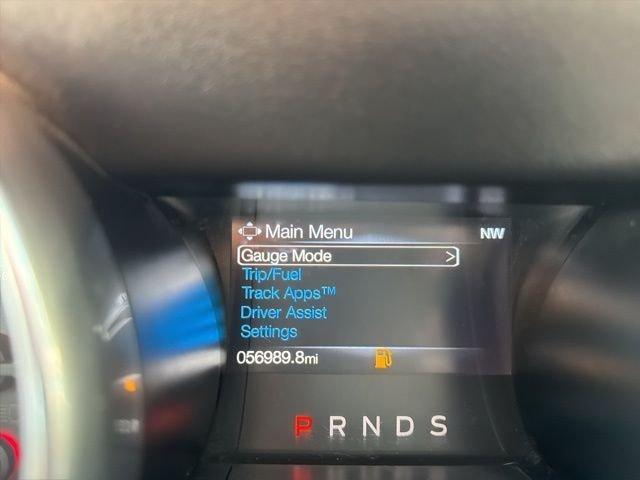 Main Menu NW
Gauge Mode >
Trip/Fuel
Track Apps™
Driver Assist
Settings
056989.8mi
P R N D S